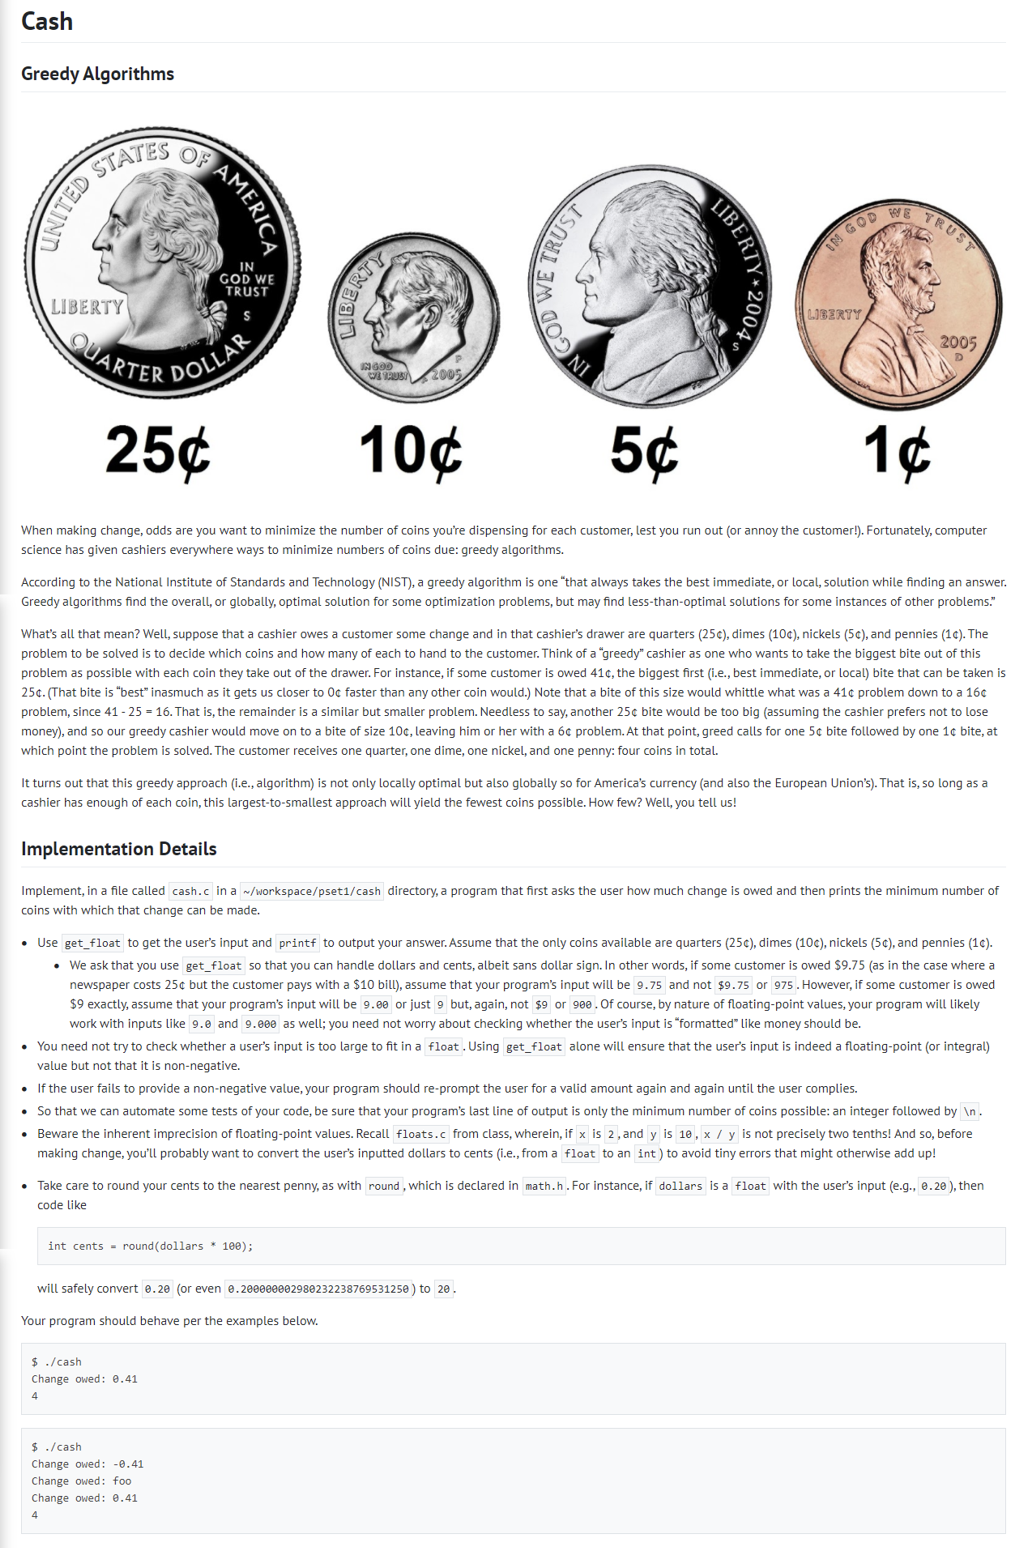 Cash
Greedy Algorithms
UNITED STATES OF AMERICA
LIBERTY
IN
GOD WE
TRUST
S
QUARTER DOLLAR
LIBERTY
IN GOD
WE TRUST
P
2005
IN GOD WE TRUST
LIBERTY * 2004
S
IN GOD WE TRUST
LIBERTY
2005
D
25¢
10¢
5¢
1¢
When making change, odds are you want to minimize the number of coins you’re dispensing for each customer, lest you run out (or annoy the customer!). Fortunately, computer
science has given cashiers everywhere ways to minimize numbers of coins due: greedy algorithms.
According to the National Institute of Standards and Technology (NIST), a greedy algorithm is one “that always takes the best immediate, or local, solution while finding an answer.
Greedy algorithms find the overall, or globally, optimal solution for some optimization problems, but may find less-than-optimal solutions for some instances of other problems.”
What’s all that mean? Well, suppose that a cashier owes a customer some change and in that cashier’s drawer are quarters (25¢), dimes (10¢), nickels (5¢), and pennies (1¢). The
problem to be solved is to decide which coins and how many of each to hand to the customer. Think of a “greedy” cashier as one who wants to take the biggest bite out of this
problem as possible with each coin they take out of the drawer. For instance, if some customer is owed 41¢, the biggest first (i.e., best immediate, or local) bite that can be taken is
25¢. (That bite is “best” inasmuch as it gets us closer to 0¢ faster than any other coin would.) Note that a bite of this size would whittle what was a 41¢ problem down to a 16¢
problem, since 41 - 25 = 16. That is, the remainder is a similar but smaller problem. Needless to say, another 25¢ bite would be too big (assuming the cashier prefers not to lose
money), and so our greedy cashier would move on to a bite of size 10¢, leaving him or her with a 6¢ problem. At that point, greed calls for one 5¢ bite followed by one 1¢ bite, at
which point the problem is solved. The customer receives one quarter, one dime, one nickel, and one penny: four coins in total.
It turns out that this greedy approach (i.e., algorithm) is not only locally optimal but also globally so for America’s currency (and also the European Union’s). That is, so long as a
cashier has enough of each coin, this largest-to-smallest approach will yield the fewest coins possible. How few? Well, you tell us!
Implementation Details
Implement, in a file called cash.c in a ~/workspace/pset1/cash directory, a program that first asks the user how much change is owed and then prints the minimum number of
coins with which that change can be made.
• Use get_float to get the user’s input and printf to output your answer. Assume that the only coins available are quarters (25¢), dimes (10¢), nickels (5¢), and pennies (1¢).
• We ask that you use get_float so that you can handle dollars and cents, albeit sans dollar sign. In other words, if some customer is owed $9.75 (as in the case where a
newspaper costs 25¢ but the customer pays with a $10 bill), assume that your program’s input will be 9.75 and not $9.75 or 975. However, if some customer is owed
$9 exactly, assume that your program’s input will be 9.00 or just 9 but, again, not $9 or 900. Of course, by nature of floating-point values, your program will likely
work with inputs like 9.0 and 9.000 as well; you need not worry about checking whether the user’s input is “formatted” like money should be.
• You need not try to check whether a user’s input is too large to fit in a float. Using get_float alone will ensure that the user’s input is indeed a floating-point (or integral)
value but not that it is non-negative.
• If the user fails to provide a non-negative value, your program should re-prompt the user for a valid amount again and again until the user complies.
• So that we can automate some tests of your code, be sure that your program’s last line of output is only the minimum number of coins possible: an integer followed by \n.
• Beware the inherent imprecision of floating-point values. Recall floats.c from class, wherein, if x is 2, and y is 10, x / y is not precisely two tenths! And so, before
making change, you’ll probably want to convert the user’s inputted dollars to cents (i.e., from a float to an int) to avoid tiny errors that might otherwise add up!
• Take care to round your cents to the nearest penny, as with round, which is declared in math.h. For instance, if dollars is a float with the user’s input (e.g., 0.20), then
code like
int cents = round(dollars * 100);
will safely convert 0.20 (or even 0.200000002980232238769531250) to 20.
Your program should behave per the examples below.
$ ./cash
Change owed: 0.41
4
$ ./cash
Change owed: -0.41
Change owed: foo
Change owed: 0.41
4